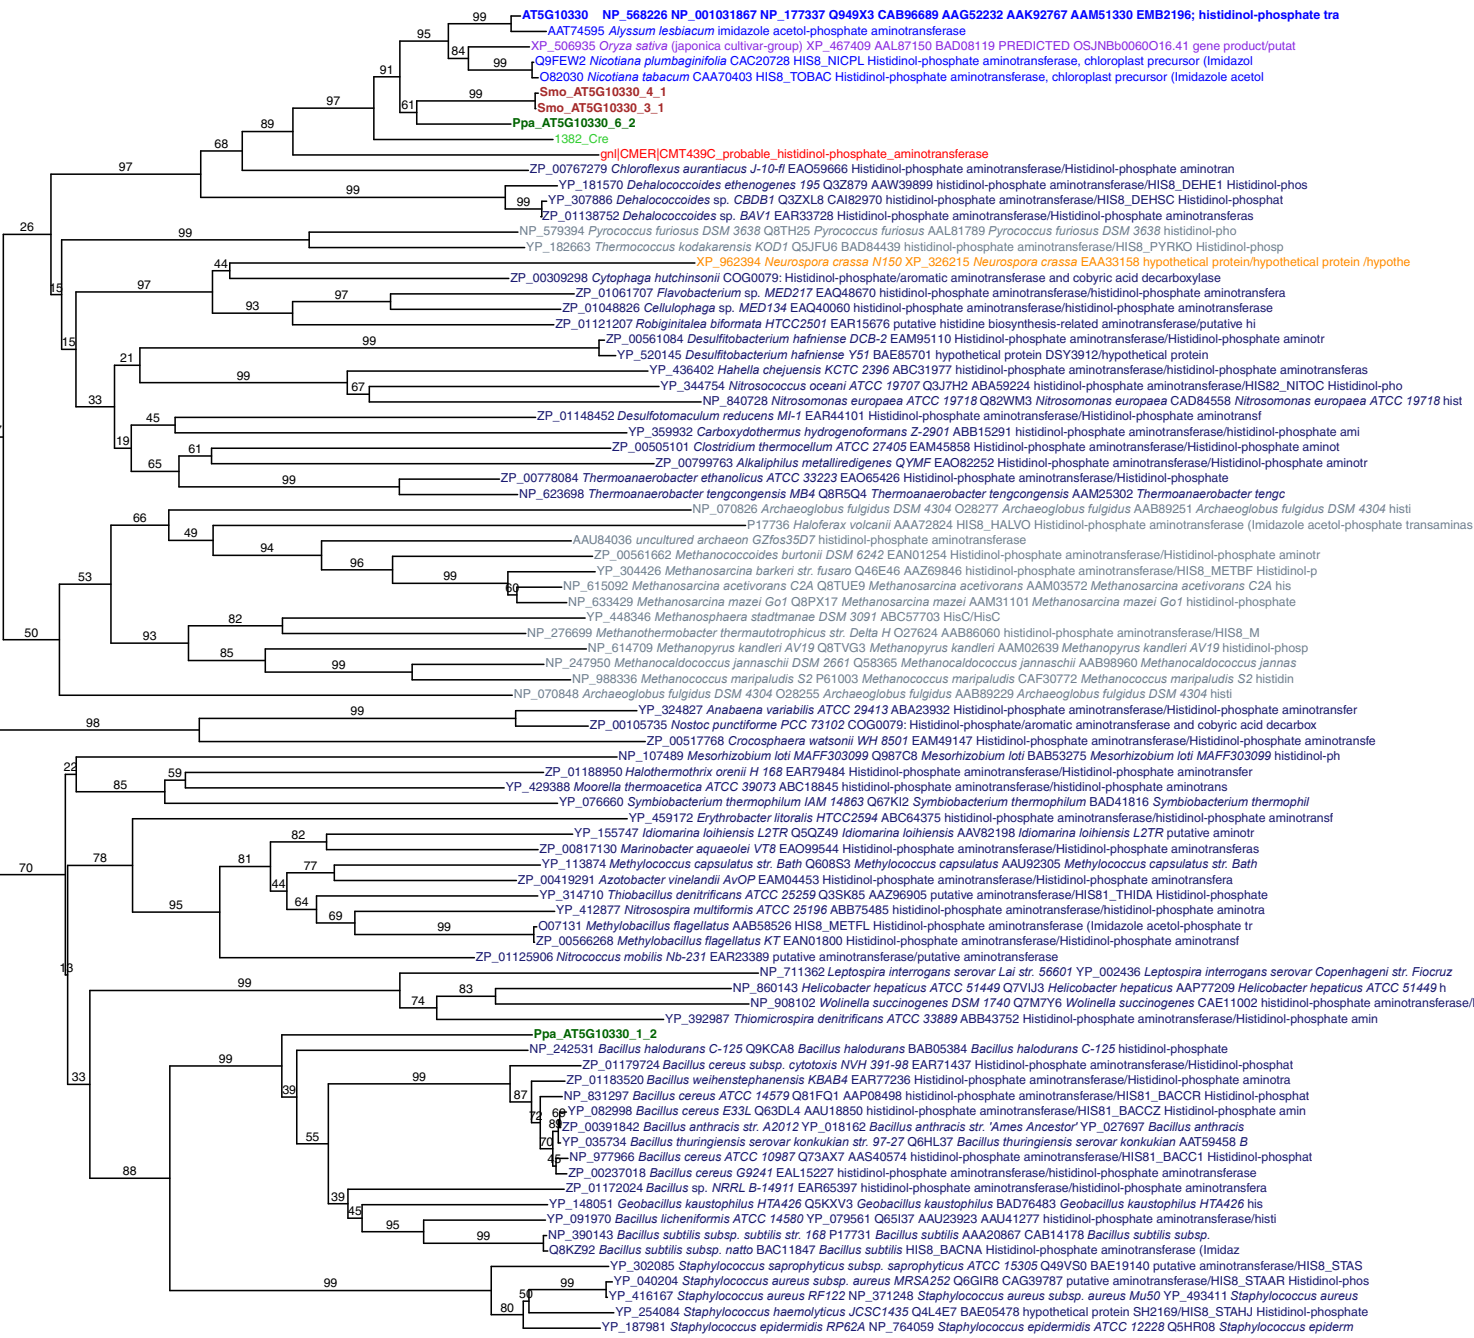 99 AT5G10330 NP_568226 NP_001031867 NP_177337 Q949X3 CAB96689 AAG52232 AAK92767 AAM51330 EMB2196; histidinol-phosphate tra
95 AAT74595 Alyssum lesbiacum imidazole acetol-phosphate aminotransferase
84 XP_506935 Oryza sativa (japonica cultivar-group) XP_467409 AAL87150 BAD08119 PREDICTED OSJNBb0060O16.41 gene product/putat
99 Q9FEW2 Nicotiana plumbaginifolia CAC20728 HIS8_NICPL Histidinol-phosphate aminotransferase, chloroplast precursor (Imidazol
91 O82030 Nicotiana tabacum CAA70403 HIS8_TOBAC Histidinol-phosphate aminotransferase, chloroplast precursor (Imidazole acetol
99 Smo_AT5G10330_4_1
97 61 Smo_AT5G10330_3_1
89 Ppa_AT5G10330_6_2
68 1382_Cre
gnl|CMER|CMT439C_probable_histidinol-phosphate_aminotransferase
97 ZP_00767279 Chloroflexus aurantiacus J-10-fl EAO59666 Histidinol-phosphate aminotransferase/Histidinol-phosphate aminotran
99 YP_181570 Dehalococcoides ethenogenes 195 Q3Z879 AAW39899 histidinol-phosphate aminotransferase/HIS8_DEHE1 Histidinol-phos
99 YP_307886 Dehalococcoides sp. CBDB1 Q3ZXL8 CAI82970 histidinol-phosphate aminotransferase/HIS8_DEHSC Histidinol-phosphat
ZP_01138752 Dehalococcoides sp. BAV1 EAR33728 Histidinol-phosphate aminotransferase/Histidinol-phosphate aminotransferas
26 99 NP_579394 Pyrococcus furiosus DSM 3638 Q8TH25 Pyrococcus furiosus AAL81789 Pyrococcus furiosus DSM 3638 histidinol-pho
YP_182663 Thermococcus kodakarensis KOD1 Q5JFU6 BAD84439 histidinol-phosphate aminotransferase/HIS8_PYRKO Histidinol-phosp
44 XP_962394 Neurospora crassa N150 XP_326215 Neurospora crassa EAA33158 hypothetical protein/hypothetical protein /hypothe
15 97 ZP_00309298 Cytophaga hutchinsonii COG0079: Histidinol-phosphate/aromatic aminotransferase and cobyric acid decarboxylase
97 ZP_01061707 Flavobacterium sp. MED217 EAQ48670 histidinol-phosphate aminotransferase/histidinol-phosphate aminotransfera
93 ZP_01048826 Cellulophaga sp. MED134 EAQ40060 histidinol-phosphate aminotransferase/histidinol-phosphate aminotransferase
ZP_01121207 Robiginitalea biformata HTCC2501 EAR15676 putative histidine biosynthesis-related aminotransferase/putative hi
15 99 ZP_00561084 Desulfitobacterium hafniense DCB-2 EAM95110 Histidinol-phosphate aminotransferase/Histidinol-phosphate aminotr
21 YP_520145 Desulfitobacterium hafniense Y51 BAE85701 hypothetical protein DSY3912/hypothetical protein
99 YP_436402 Hahella chejuensis KCTC 2396 ABC31977 histidinol-phosphate aminotransferase/histidinol-phosphate aminotransferas
67 YP_344754 Nitrosococcus oceani ATCC 19707 Q3J7H2 ABA59224 histidinol-phosphate aminotransferase/HIS82_NITOC Histidinol-pho
33 NP_840728 Nitrosomonas europaea ATCC 19718 Q82WM3 Nitrosomonas europaea CAD84558 Nitrosomonas europaea ATCC 19718 hist
45 ZP_01148452 Desulfotomaculum reducens MI-1 EAR44101 Histidinol-phosphate aminotransferase/Histidinol-phosphate aminotransf
19 YP_359932 Carboxydothermus hydrogenoformans Z-2901 ABB15291 histidinol-phosphate aminotransferase/histidinol-phosphate ami
61 ZP_00505101 Clostridium thermocellum ATCC 27405 EAM45858 Histidinol-phosphate aminotransferase/Histidinol-phosphate aminot
65 ZP_00799763 Alkaliphilus metalliredigenes QYMF EAO82252 Histidinol-phosphate aminotransferase/Histidinol-phosphate aminotr
99 ZP_00778084 Thermoanaerobacter ethanolicus ATCC 33223 EAO65426 Histidinol-phosphate aminotransferase/Histidinol-phosphate
NP_623698 Thermoanaerobacter tengcongensis MB4 Q8R5Q4 Thermoanaerobacter tengcongensis AAM25302 Thermoanaerobacter tengc
66 NP_070826 Archaeoglobus fulgidus DSM 4304 O28277 Archaeoglobus fulgidus AAB89251 Archaeoglobus fulgidus DSM 4304 histi
49 P17736 Haloferax volcanii AAA72824 HIS8_HALVO Histidinol-phosphate aminotransferase (Imidazole acetol-phosphate transaminas
94 AAU84036 uncultured archaeon GZfos35D7 histidinol-phosphate aminotransferase
96 ZP_00561662 Methanococcoides burtonii DSM 6242 EAN01254 Histidinol-phosphate aminotransferase/Histidinol-phosphate aminotr
53 99 YP_304426 Methanosarcina barkeri str. fusaro Q46E46 AAZ69846 histidinol-phosphate aminotransferase/HIS8_METBF Histidinol-p
60 NP_615092 Methanosarcina acetivorans C2A Q8TUE9 Methanosarcina acetivorans AAM03572 Methanosarcina acetivorans C2A his
NP_633429 Methanosarcina mazei Go1 Q8PX17 Methanosarcina mazei AAM31101 Methanosarcina mazei Go1 histidinol-phosphate
82 YP_448346 Methanosphaera stadtmanae DSM 3091 ABC57703 HisC/HisC
50 93 NP_276699 Methanothermobacter thermautotrophicus str. Delta H O27624 AAB86060 histidinol-phosphate aminotransferase/HIS8_M
85 NP_614709 Methanopyrus kandleri AV19 Q8TVG3 Methanopyrus kandleri AAM02639 Methanopyrus kandleri AV19 histidinol-phosp
99 NP_247950 Methanocaldococcus jannaschii DSM 2661 Q58365 Methanocaldococcus jannaschii AAB98960 Methanocaldococcus jannas
NP_988336 Methanococcus maripaludis S2 P61003 Methanococcus maripaludis CAF30772 Methanococcus maripaludis S2 histidin
NP_070848 Archaeoglobus fulgidus DSM 4304 O28255 Archaeoglobus fulgidus AAB89229 Archaeoglobus fulgidus DSM 4304 histi
99 YP_324827 Anabaena variabilis ATCC 29413 ABA23932 Histidinol-phosphate aminotransferase/Histidinol-phosphate aminotransfer
98 ZP_00105735 Nostoc punctiforme PCC 73102 COG0079: Histidinol-phosphate/aromatic aminotransferase and cobyric acid decarbox
ZP_00517768 Crocosphaera watsonii WH 8501 EAM49147 Histidinol-phosphate aminotransferase/Histidinol-phosphate aminotransfe
22 NP_107489 Mesorhizobium loti MAFF303099 Q987C8 Mesorhizobium loti BAB53275 Mesorhizobium loti MAFF303099 histidinol-ph
59 ZP_01188950 Halothermothrix orenii H 168 EAR79484 Histidinol-phosphate aminotransferase/Histidinol-phosphate aminotransfer
85 YP_429388 Moorella thermoacetica ATCC 39073 ABC18845 histidinol-phosphate aminotransferase/histidinol-phosphate aminotrans
YP_076660 Symbiobacterium thermophilum IAM 14863 Q67KI2 Symbiobacterium thermophilum BAD41816 Symbiobacterium thermophil
YP_459172 Erythrobacter litoralis HTCC2594 ABC64375 histidinol-phosphate aminotransferase/histidinol-phosphate aminotransf
82 YP_155747 Idiomarina loihiensis L2TR Q5QZ49 Idiomarina loihiensis AAV82198 Idiomarina loihiensis L2TR putative aminotr
78 81 ZP_00817130 Marinobacter aquaeolei VT8 EAO99544 Histidinol-phosphate aminotransferase/Histidinol-phosphate aminotransferas
70 77 YP_113874 Methylococcus capsulatus str. Bath Q608S3 Methylococcus capsulatus AAU92305 Methylococcus capsulatus str. Bath
44 ZP_00419291 Azotobacter vinelandii AvOP EAM04453 Histidinol-phosphate aminotransferase/Histidinol-phosphate aminotransfera
64 YP_314710 Thiobacillus denitrificans ATCC 25259 Q3SK85 AAZ96905 putative aminotransferase/HIS81_THIDA Histidinol-phosphate
95 69 YP_412877 Nitrosospira multiformis ATCC 25196 ABB75485 histidinol-phosphate aminotransferase/histidinol-phosphate aminotra
99 O07131 Methylobacillus flagellatus AAB58526 HIS8_METFL Histidinol-phosphate aminotransferase (Imidazole acetol-phosphate tr
ZP_00566268 Methylobacillus flagellatus KT EAN01800 Histidinol-phosphate aminotransferase/Histidinol-phosphate aminotransf
ZP_01125906 Nitrococcus mobilis Nb-231 EAR23389 putative aminotransferase/putative aminotransferase
13 NP_711362 Leptospira interrogans serovar Lai str. 56601 YP_002436 Leptospira interrogans serovar Copenhageni str. Fiocruz
99 83 NP_860143 Helicobacter hepaticus ATCC 51449 Q7VIJ3 Helicobacter hepaticus AAP77209 Helicobacter hepaticus ATCC 51449 h
74 NP_908102 Wolinella succinogenes DSM 1740 Q7M7Y6 Wolinella succinogenes CAE11002 histidinol-phosphate aminotransferase/
YP_392987 Thiomicrospira denitrificans ATCC 33889 ABB43752 Histidinol-phosphate aminotransferase/Histidinol-phosphate amin
Ppa_AT5G10330_1_2
99 NP_242531 Bacillus halodurans C-125 Q9KCA8 Bacillus halodurans BAB05384 Bacillus halodurans C-125 histidinol-phosphate
33 39 99 ZP_01179724 Bacillus cereus subsp. cytotoxis NVH 391-98 EAR71437 Histidinol-phosphate aminotransferase/Histidinol-phosphat
87 ZP_01183520 Bacillus weihenstephanensis KBAB4 EAR77236 Histidinol-phosphate aminotransferase/Histidinol-phosphate aminotra
NP_831297 Bacillus cereus ATCC 14579 Q81FQ1 AAP08498 histidinol-phosphate aminotransferase/HIS81_BACCR Histidinol-phosphat
72 YP_082998 Bacillus cereus E33L Q63DL4 AAU18850 histidinol-phosphate aminotransferase/HIS81_BACCZ Histidinol-phosphate amin
ZP_00391842 Bacillus anthracis str. A2012 YP_018162 Bacillus anthracis str. 'Ames Ancestor' YP_027697 Bacillus anthracis
55 70 YP_035734 Bacillus thuringiensis serovar konkukian str. 97-27 Q6HL37 Bacillus thuringiensis serovar konkukian AAT59458 B
NP_977966 Bacillus cereus ATCC 10987 Q73AX7 AAS40574 histidinol-phosphate aminotransferase/HIS81_BACC1 Histidinol-phosphat
88 ZP_00237018 Bacillus cereus G9241 EAL15227 histidinol-phosphate aminotransferase/histidinol-phosphate aminotransferase
39 ZP_01172024 Bacillus sp. NRRL B-14911 EAR65397 histidinol-phosphate aminotransferase/histidinol-phosphate aminotransfera
45 YP_148051 Geobacillus kaustophilus HTA426 Q5KXV3 Geobacillus kaustophilus BAD76483 Geobacillus kaustophilus HTA426 his
95 YP_091970 Bacillus licheniformis ATCC 14580 YP_079561 Q65I37 AAU23923 AAU41277 histidinol-phosphate aminotransferase/histi
99 NP_390143 Bacillus subtilis subsp. subtilis str. 168 P17731 Bacillus subtilis AAA20867 CAB14178 Bacillus subtilis subsp.
Q8KZ92 Bacillus subtilis subsp. natto BAC11847 Bacillus subtilis HIS8_BACNA Histidinol-phosphate aminotransferase (Imidaz
YP_302085 Staphylococcus saprophyticus subsp. saprophyticus ATCC 15305 Q49VS0 BAE19140 putative aminotransferase/HIS8_STAS
99 99 YP_040204 Staphylococcus aureus subsp. aureus MRSA252 Q6GIR8 CAG39787 putative aminotransferase/HIS8_STAAR Histidinol-phos
50 YP_416167 Staphylococcus aureus RF122 NP_371248 Staphylococcus aureus subsp. aureus Mu50 YP_493411 Staphylococcus aureus
80 YP_254084 Staphylococcus haemolyticus JCSC1435 Q4L4E7 BAE05478 hypothetical protein SH2169/HIS8_STAHJ Histidinol-phosphate
YP_187981 Staphylococcus epidermidis RP62A NP_764059 Staphylococcus epidermidis ATCC 12228 Q5HR08 Staphylococcus epiderm